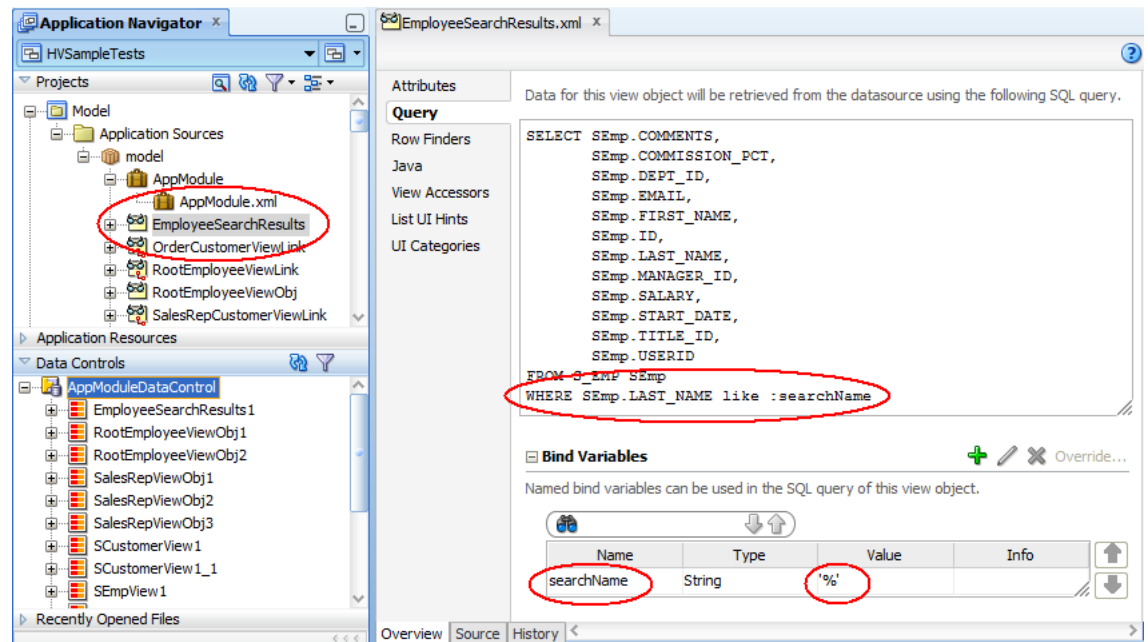 Application Navigator x
HVSampleTests
Projects
Model
Application Sources
model
AppModule
AppModule.xml
EmployeeSearchResults
OrderCustomerViewLink
RootEmployeeViewLink
RootEmployeeViewObj
SalesRepCustomerViewLink
Application Resources
Data Controls
AppModuleDataControl
EmployeeSearchResults1
RootEmployeeViewObj1
RootEmployeeViewObj2
SalesRepViewObj1
SalesRepViewObj2
SalesRepViewObj3
SCustomerView1
SCustomerView1_1
SEmpView1
Recently Opened Files
EmployeeSearchResults.xml x
?
Attributes
Query
Row Finders
Java
View Accessors
List UI Hints
UI Categories
Data for this view object will be retrieved from the datasource using the following SQL query.
SELECT SEmp.COMMENTS,
SEmp.COMMISSION_PCT,
SEmp.DEPT_ID,
SEmp.EMAIL,
SEmp.FIRST_NAME,
SEmp.ID,
SEmp.LAST_NAME,
SEmp.MANAGER_ID,
SEmp.SALARY,
SEmp.START_DATE,
SEmp.TITLE_ID,
SEmp.USERID
FROM S_EMP SEmp
WHERE SEmp.LAST_NAME like :searchName
Bind Variables
Override...
Named bind variables can be used in the SQL query of this view object.
Name Type Value Info
searchName String '%'
Overview Source History